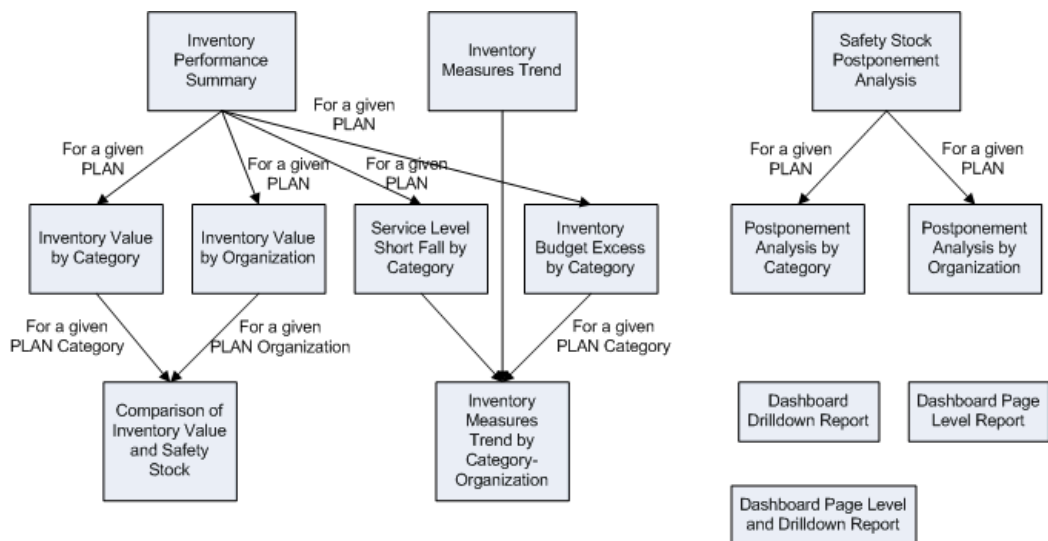 Inventory
Performance
Summary
Inventory
Measures Trend
Safety Stock
Postponement
Analysis
For a given
PLAN
For a given
PLAN
For a given
PLAN
For a given
PLAN
For a given
PLAN
For a given
PLAN
Inventory Value
by Category
Inventory Value
by Organization
Service Level
Short Fall by
Category
Inventory
Budget Excess
by Category
Postponement
Analysis by
Category
Postponement
Analysis by
Organization
For a given
PLAN Category
For a given
PLAN Organization
For a given
PLAN Category
Comparison of
Inventory Value
and Safety
Stock
Inventory
Measures
Trend by
Category-
Organization
Dashboard
Drilldown Report
Dashboard Page
Level Report
Dashboard Page Level
and Drilldown Report